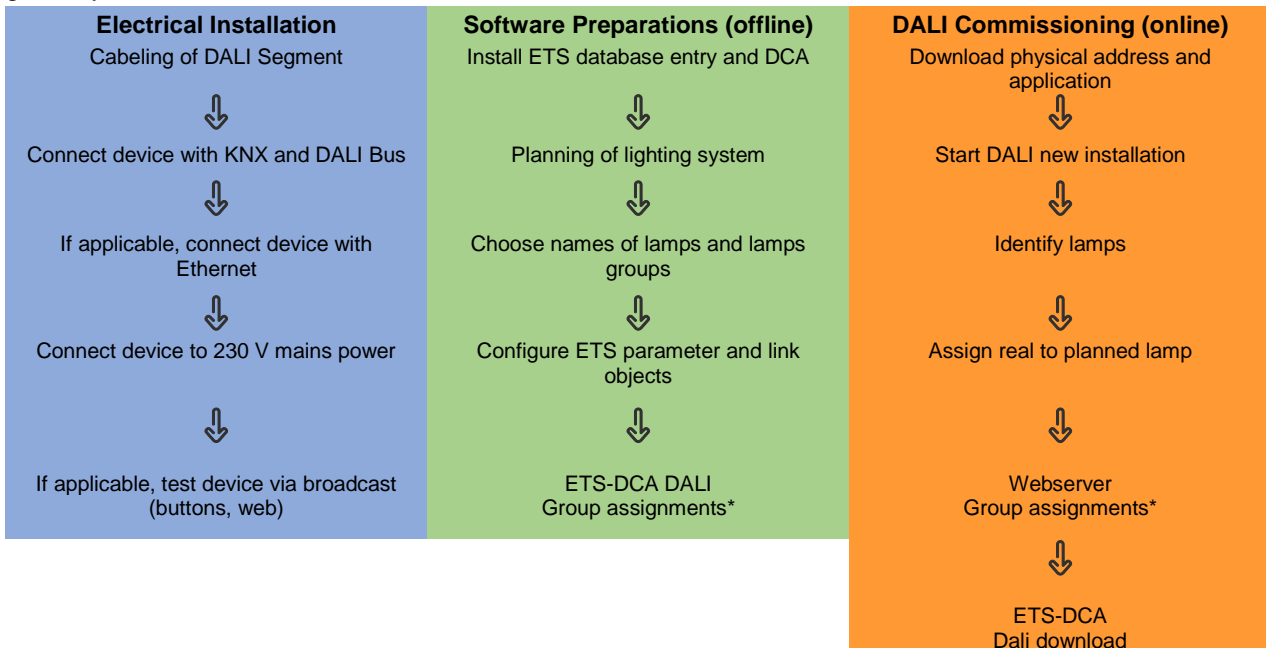 Electrical Installation
Cabeling of DALI Segment
Connect device with KNX and DALI Bus
If applicable, connect device with
Ethernet
Connect device to 230 V mains power
If applicable, test device via broadcast
(buttons, web)
Software Preparations (offline)
Install ETS database entry and DCA
Planning of lighting system
Choose names of lamps and lamps
groups
Configure ETS parameter and link
objects
ETS-DCA DALI
Group assignments*
DALI Commissioning (online)
Download physical address and
application
Start DALI new installation
Identify lamps
Assign real to planned lamp
Webserver
Group assignments*
ETS-DCA
Dali download